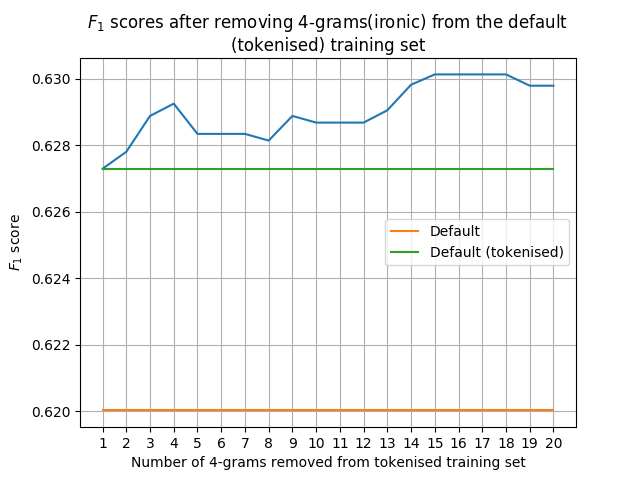 F1 scores after removing 4-grams(ironic) from the default
(tokenised) training set
0.630
0.628
0.626
0.624
0.622
0.620
F1 score
Default
Default (tokenised)
1 2 3 4 5 6 7 8 9 10 11 12 13 14 15 16 17 18 19 20
Number of 4-grams removed from tokenised training set